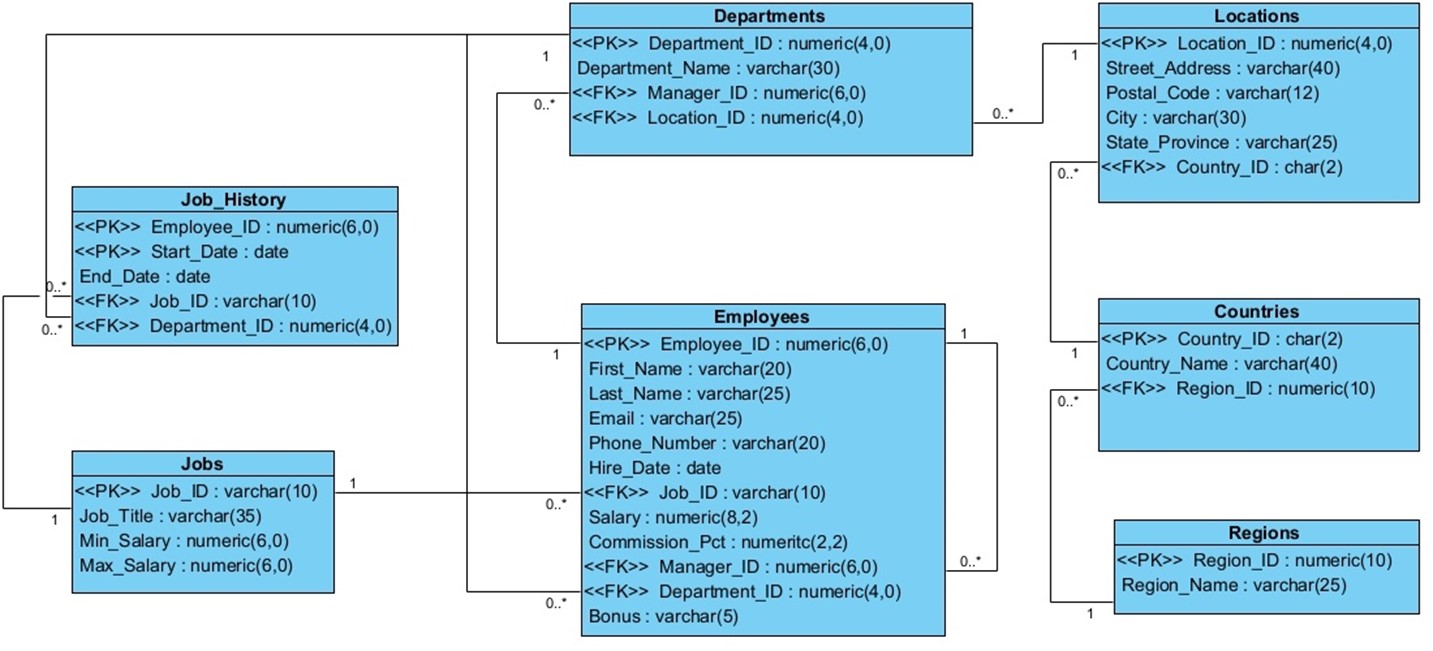 Departments
<<PK>> Department_ID : numeric(4,0)
Department_Name : varchar(30)
<<FK>> Manager_ID : numeric(6,0)
<<FK>> Location_ID : numeric(4,0)
1
0..*
0..*
Locations
<<PK>> Location_ID : numeric(4,0)
Street_Address : varchar(40)
Postal_Code : varchar(12)
City : varchar(30)
State_Province : varchar(25)
<<FK>> Country_ID : char(2)
1
0..*
Job_History
<<PK>> Employee_ID : numeric(6,0)
<<PK>> Start_Date : date
End_Date : date
<<FK>> Job_ID : varchar(10)
<<FK>> Department_ID : numeric(4,0)
0..*
0..*
Employees
<<PK>> Employee_ID : numeric(6,0)
First_Name : varchar(20)
Last_Name : varchar(25)
Email : varchar(25)
Phone_Number : varchar(20)
Hire_Date : date
<<FK>> Job_ID : varchar(10)
Salary : numeric(8,2)
Commission_Pct : numeritc(2,2)
<<FK>> Manager_ID : numeric(6,0)
<<FK>> Department_ID : numeric(4,0)
Bonus : varchar(5)
1
1
0..*
0..*
0..*
Countries
<<PK>> Country_ID : char(2)
Country_Name : varchar(40)
<<FK>> Region_ID : numeric(10)
1
0..*
Jobs
<<PK>> Job_ID : varchar(10)
Job_Title : varchar(35)
Min_Salary : numeric(6,0)
Max_Salary : numeric(6,0)
1
1
Regions
<<PK>> Region_ID : numeric(10)
Region_Name : varchar(25)
1